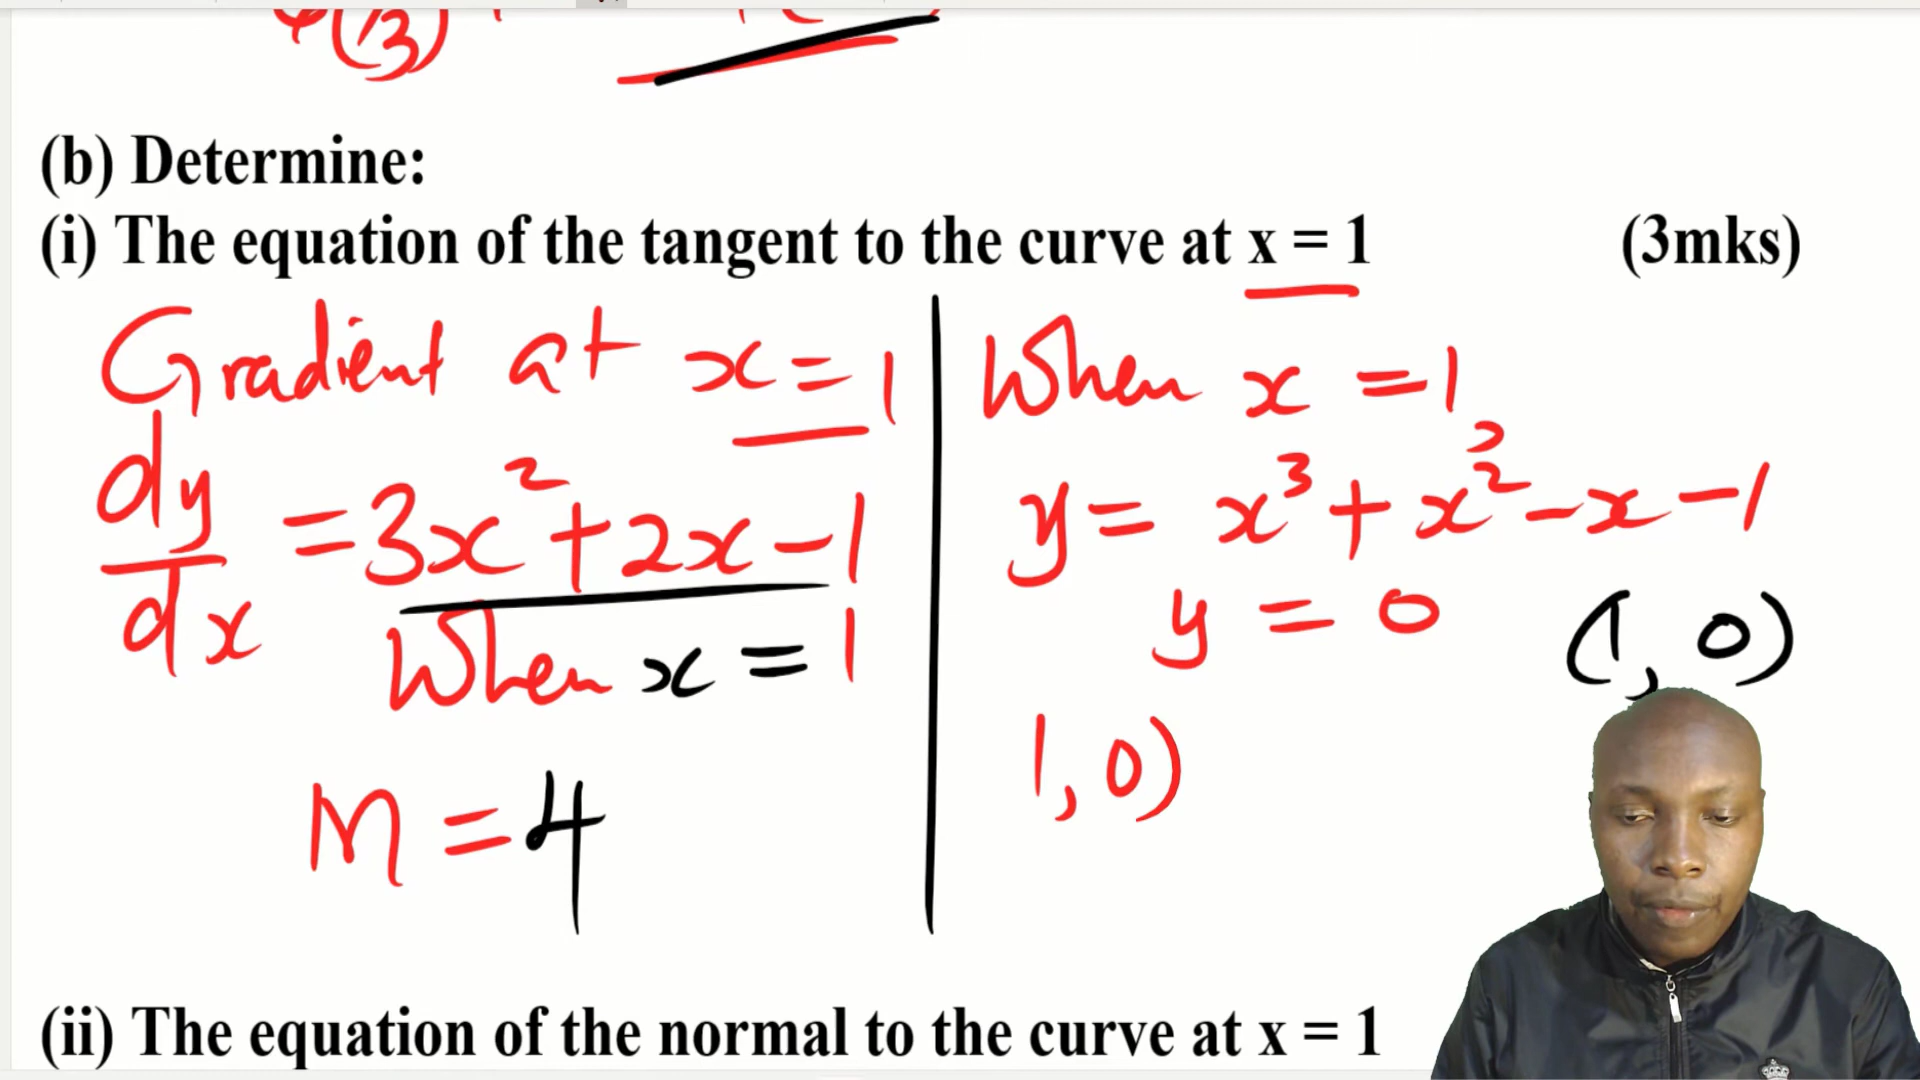 (b) Determine:
(i) The equation of the tangent to the curve at x = 1 (3mks)
Gradient at x = 1
dy/dx = 3x² + 2x - 1
When x = 1
M = 4
When x = 1
y = x³ + x² - x - 1
y = 0 (1, 0)
1, 0)
(ii) The equation of the normal to the curve at x = 1